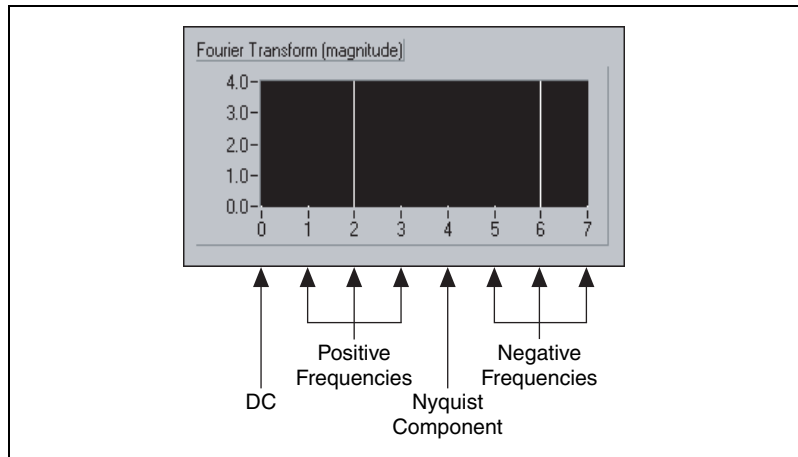 Fourier Transform (magnitude)
4.0
3.0
2.0
1.0
0.0
0 1 2 3 4 5 6 7
Positive
Frequencies
Negative
Frequencies
DC
Nyquist
Component